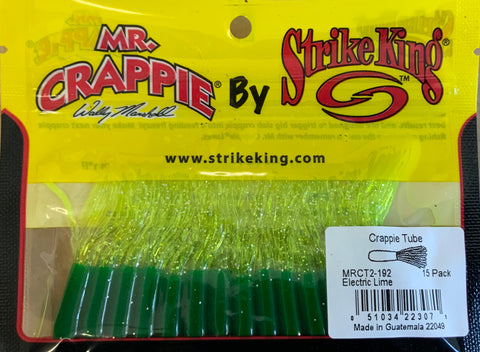 MR.
CRAPPIE®
Wally Marshall
By
Strike King®
™
www.strikeking.com
Crappie Tube
MRCT2-192 15 Pack
Electric Lime
0 51034 22307 1
Made in Guatemala 22049